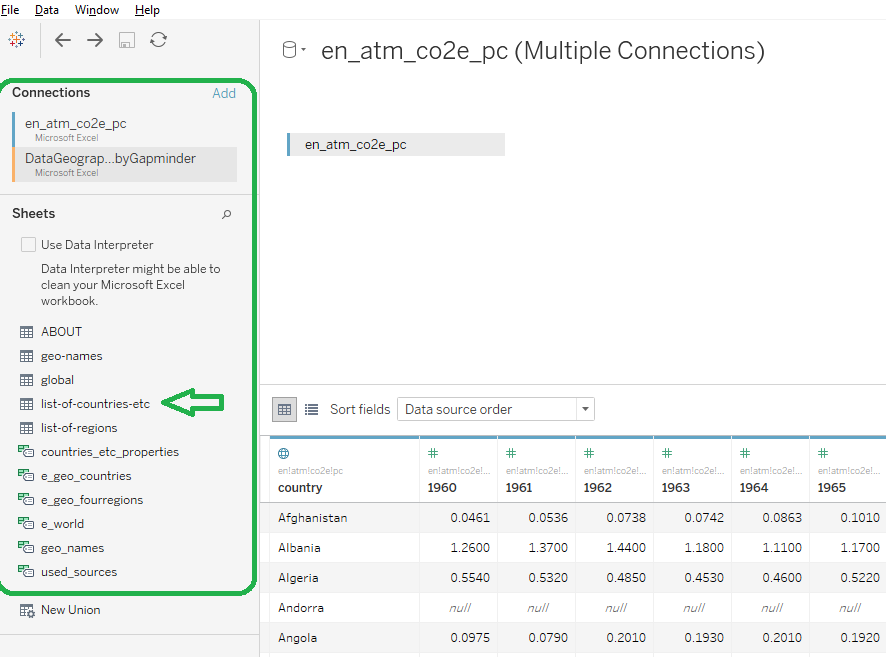 File Data Window Help
en_atm_co2e_pc (Multiple Connections)
Connections Add
en_atm_co2e_pc
Microsoft Excel
DataGeograp...byGapminder
Microsoft Excel
en_atm_co2e_pc
Sheets
Use Data Interpreter
Data Interpreter might be able to
clean your Microsoft Excel
workbook.
ABOUT
geo-names
global
list-of-countries-etc
list-of-regions
countries_etc_properties
e_geo_countries
e_geo_fourregions
e_world
geo_names
used_sources
New Union
Sort fields Data source order
en!atm!co2e!pc en!atm!co2e!... en!atm!co2e!... en!atm!co2e!... en!atm!co2e!... en!atm!co2e!... en!atm!co2e!...
country 1960 1961 1962 1963 1964 1965
Afghanistan 0.0461 0.0536 0.0738 0.0742 0.0863 0.1010
Albania 1.2600 1.3700 1.4400 1.1800 1.1100 1.1700
Algeria 0.5540 0.5320 0.4850 0.4530 0.4600 0.5220
Andorra null null null null null null
Angola 0.0975 0.0790 0.2010 0.1930 0.2010 0.1920